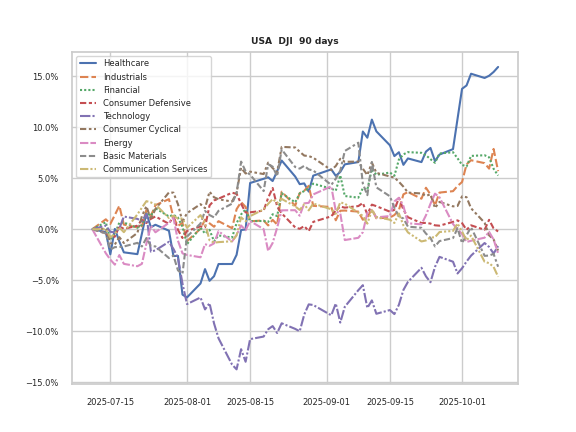 USA DJI 90 days
Healthcare
Industrials
Financial
Consumer Defensive
Technology
Consumer Cyclical
Energy
Basic Materials
Communication Services
15.0%
10.0%
5.0%
0.0%
−5.0%
−10.0%
−15.0%
2025-07-15 2025-08-01 2025-08-15 2025-09-01 2025-09-15 2025-10-01